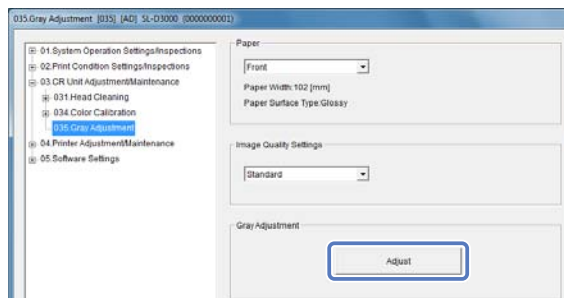 035.Gray Adjustment [035] [AD] SL-D3000 (0000000001)
01.System Operation Settings/Inspections
02.Print Condition Settings/Inspections
03.CR Unit Adjustment/Maintenance
031.Head Cleaning
034.Color Calibration
035.Gray Adjustment
04.Printer Adjustment/Maintenance
05.Software Settings
Paper
Front
Paper Width:102 [mm]
Paper Surface Type:Glossy
Image Quality Settings
Standard
Gray Adjustment
Adjust